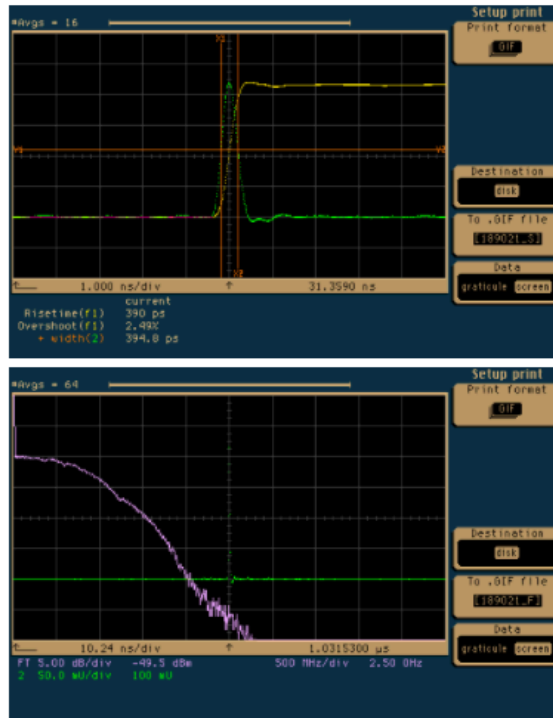 *Avgs = 16
Setup print
Print format
GIF
Y1
Y2
Destination
disk
To .GIF file
[189021_S]
Data
graticule screen
1.000 ns/div
31.3590 ns
current
Risetime(f1) 390 ps
Overshoot(f1) 2.49%
+ width(2) 394.8 ps
*Avgs = 64
Setup print
Print format
GIF
Destination
disk
To .GIF file
[189021_F]
Data
graticule screen
10.24 ns/div
1.0315300 µs
FT 5.00 dB/div -49.5 dBm 500 MHz/div 2.50 GHz
2 50.0 mU/div 100 mU